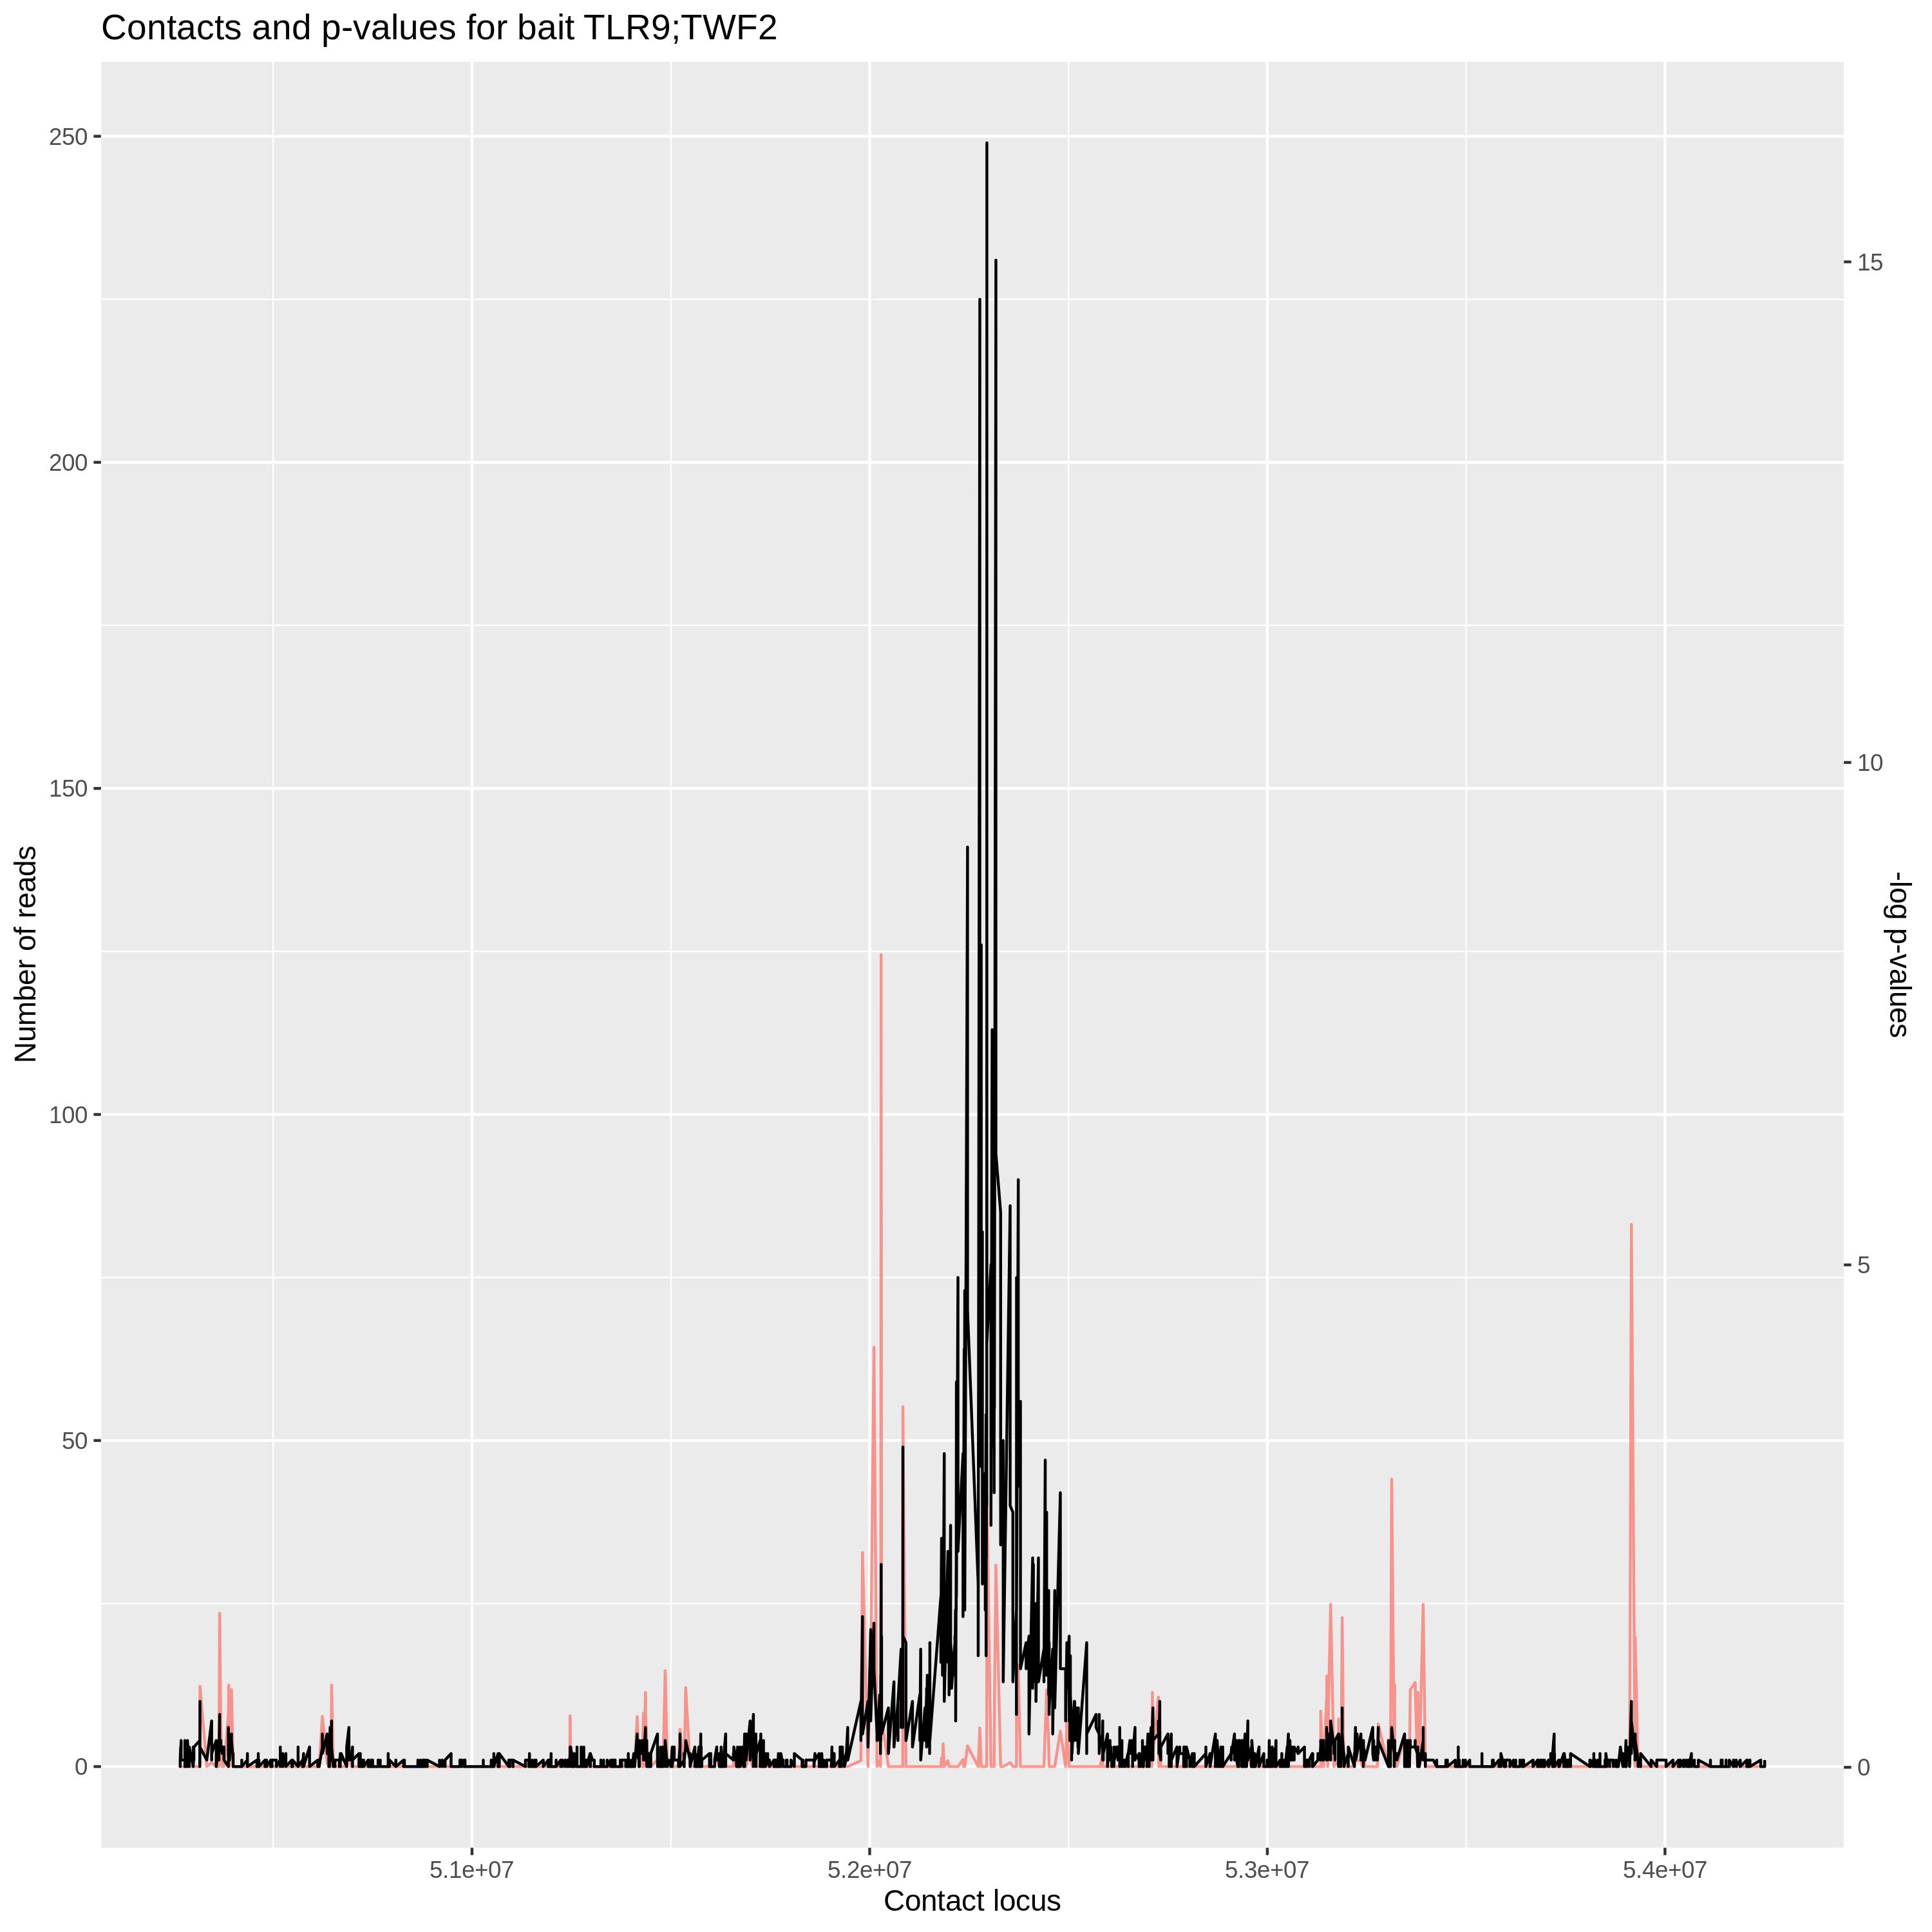 Contacts and p-values for bait TLR9;TWF2
250
200
150
100
50
0
Number of reads
15
10
5
0
-log p-values
5.1e+07
5.2e+07
5.3e+07
5.4e+07
Contact locus